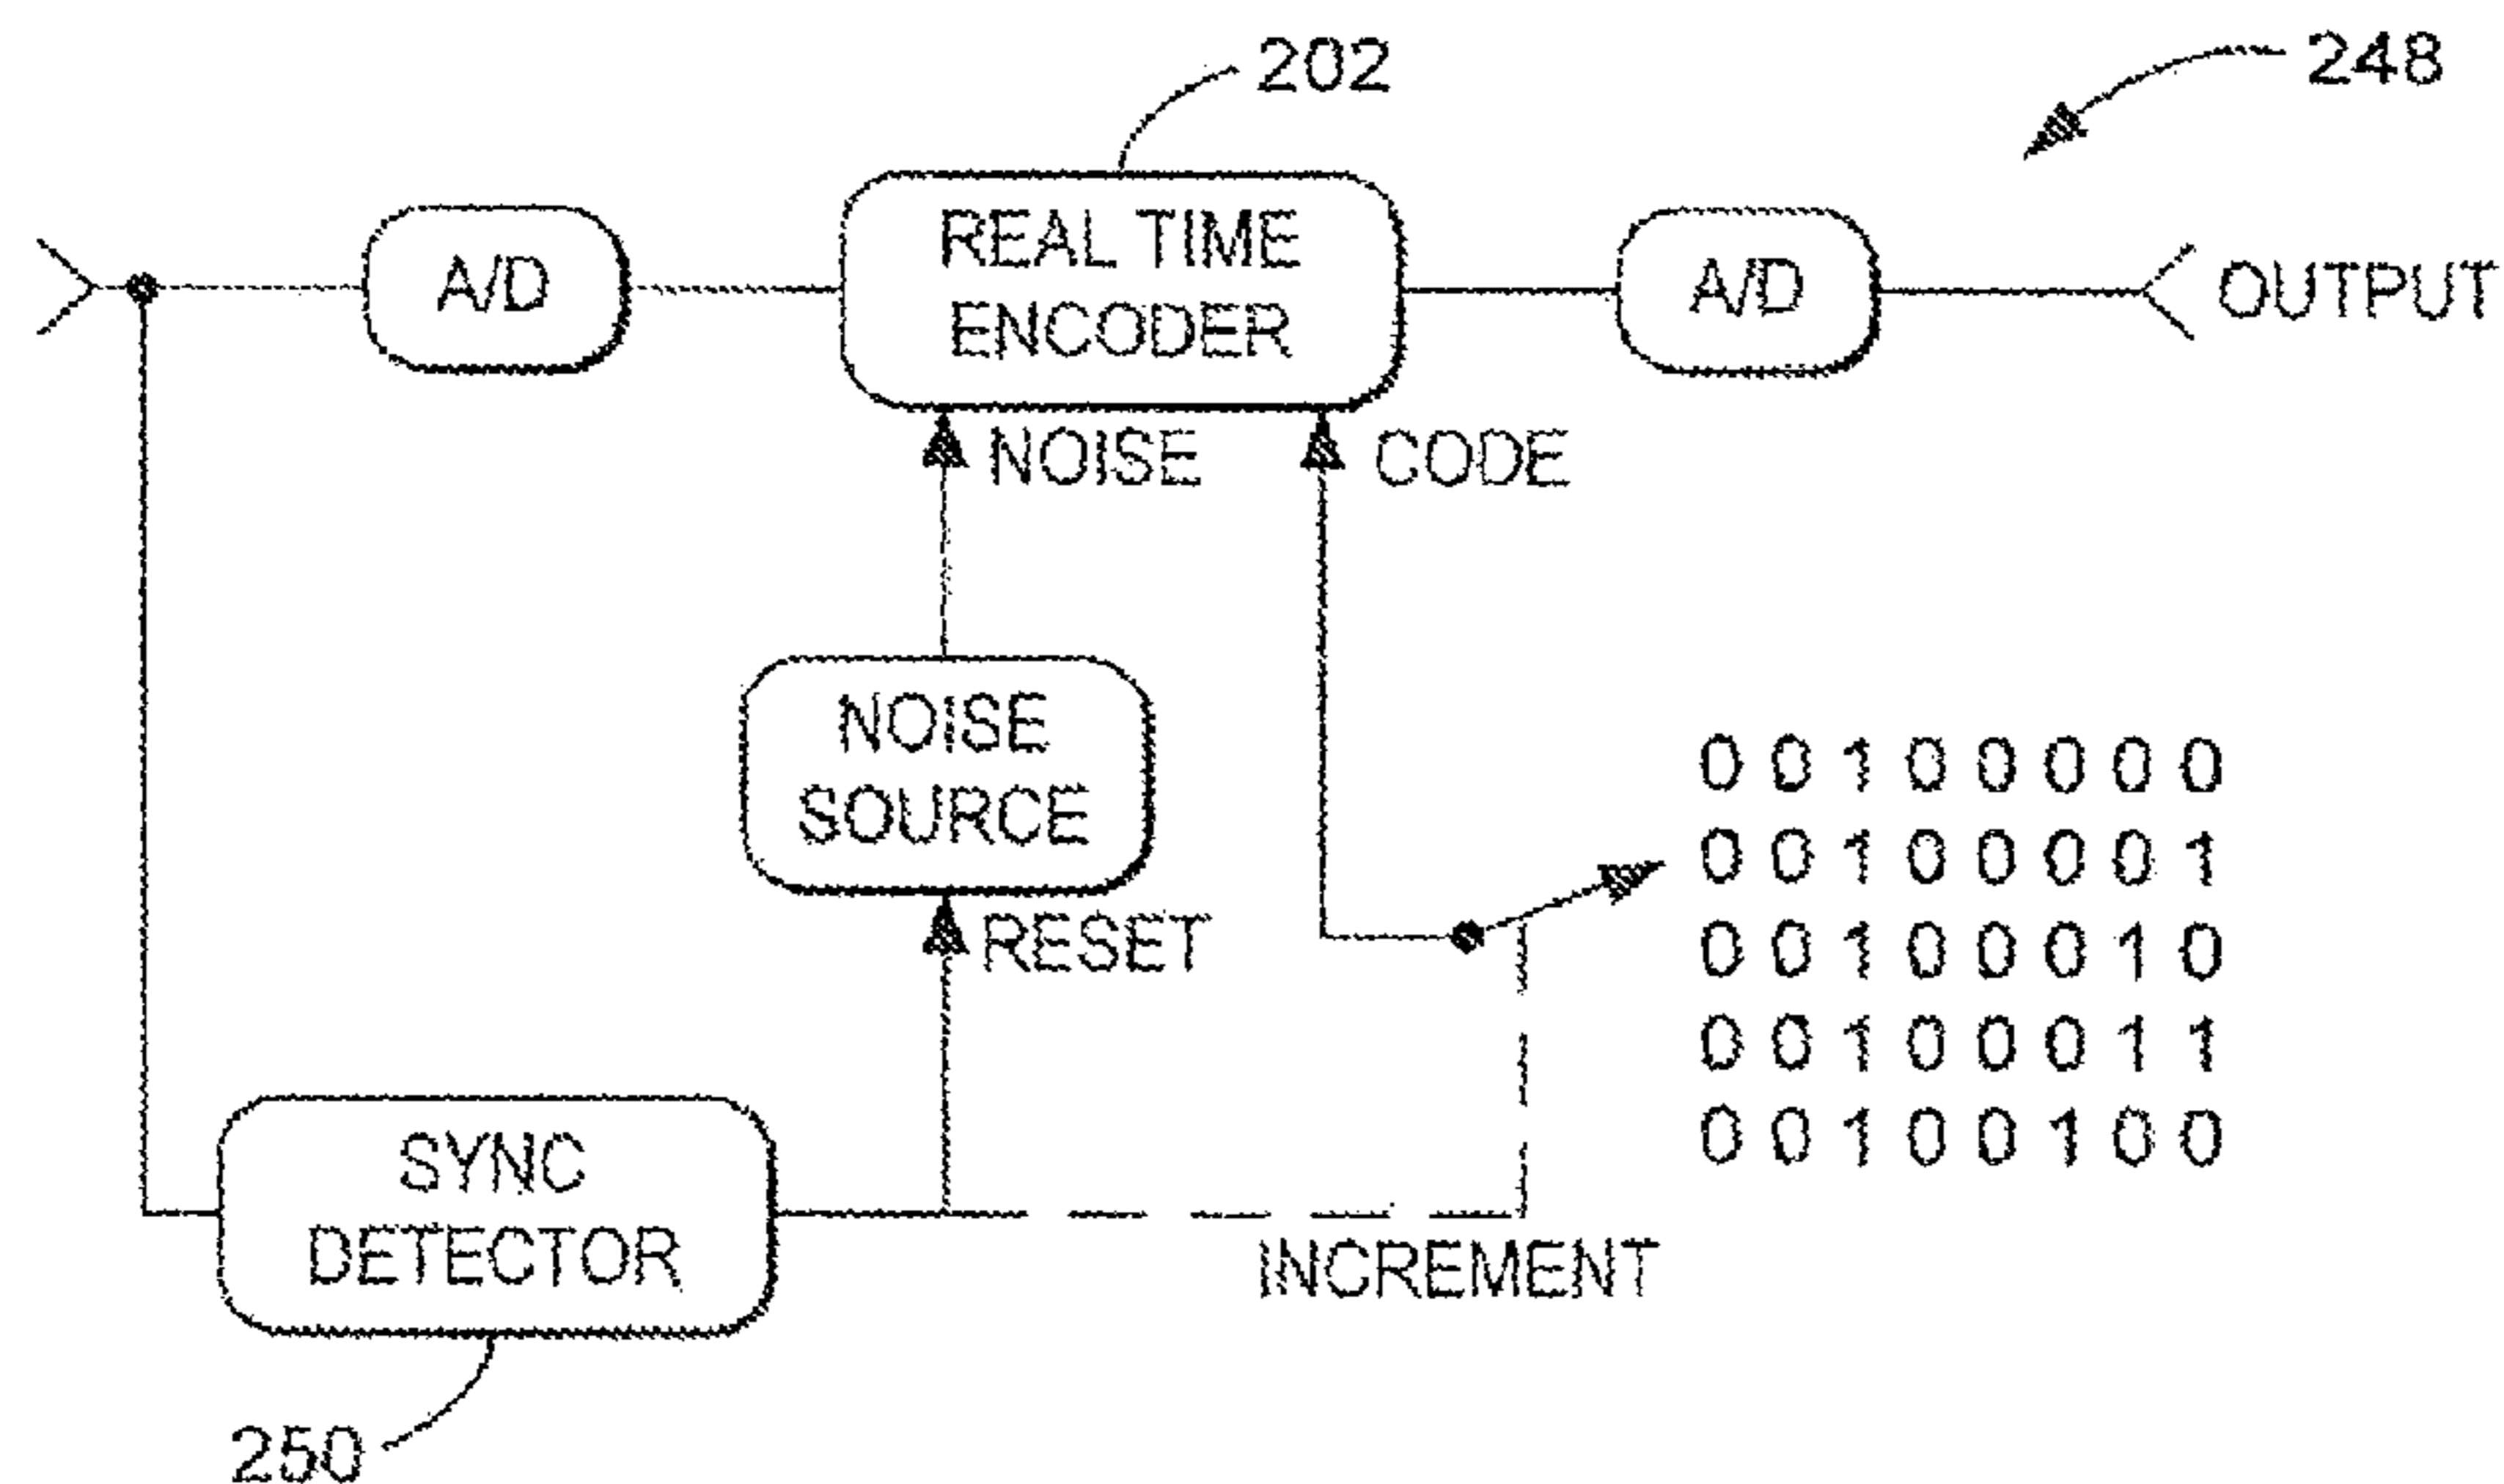 202
248
A/D
REAL TIME
ENCODER
A/D
OUTPUT
NOISE
CODE
NOISE
SOURCE
RESET
0 0 1 0 0 0 0 0
0 0 1 0 0 0 0 1
0 0 1 0 0 0 1 0
0 0 1 0 0 0 1 1
0 0 1 0 0 1 0 0
SYNC
DETECTOR
INCREMENT
250